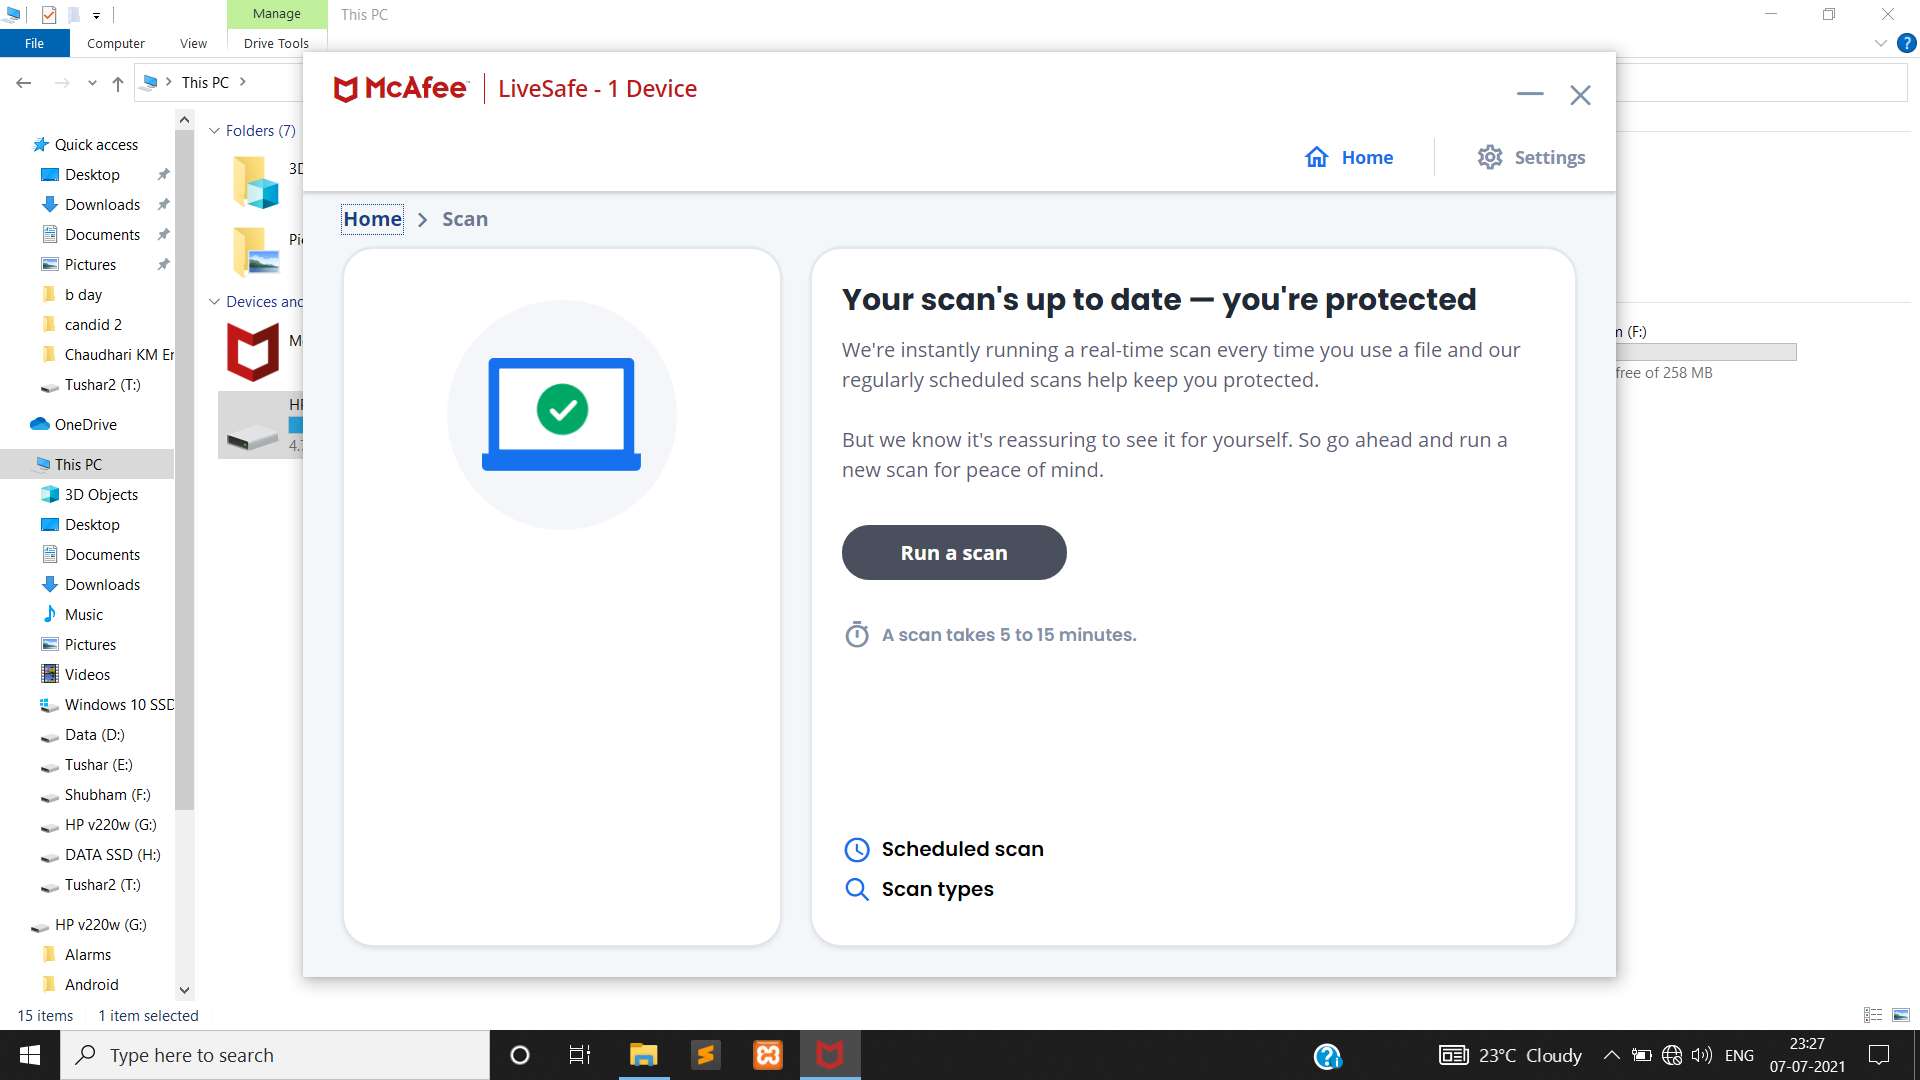 Manage
This PC
File
Computer
View
Drive Tools
This PC
McAfee
LiveSafe - 1 Device
Home
Settings
Home
Scan
Quick access
Desktop
Downloads
Documents
Pictures
b day
candid 2
Chaudhari KM Er
Tushar2 (T:)
OneDrive
This PC
3D Objects
Desktop
Documents
Downloads
Music
Pictures
Videos
Windows 10 SSD
Data (D:)
Tushar (E:)
Shubham (F:)
HP v220w (G:)
DATA SSD (H:)
Tushar2 (T:)
HP v220w (G:)
Alarms
Android
Folders (7)
3D
Pi
Devices and
M
HP
4.
Your scan's up to date — you're protected
We're instantly running a real-time scan every time you use a file and our
regularly scheduled scans help keep you protected.
But we know it's reassuring to see it for yourself. So go ahead and run a
new scan for peace of mind.
Run a scan
A scan takes 5 to 15 minutes.
Scheduled scan
Scan types
(F:)
free of 258 MB
15 items
1 item selected
Type here to search
23°C Cloudy
ENG
23:27
07-07-2021